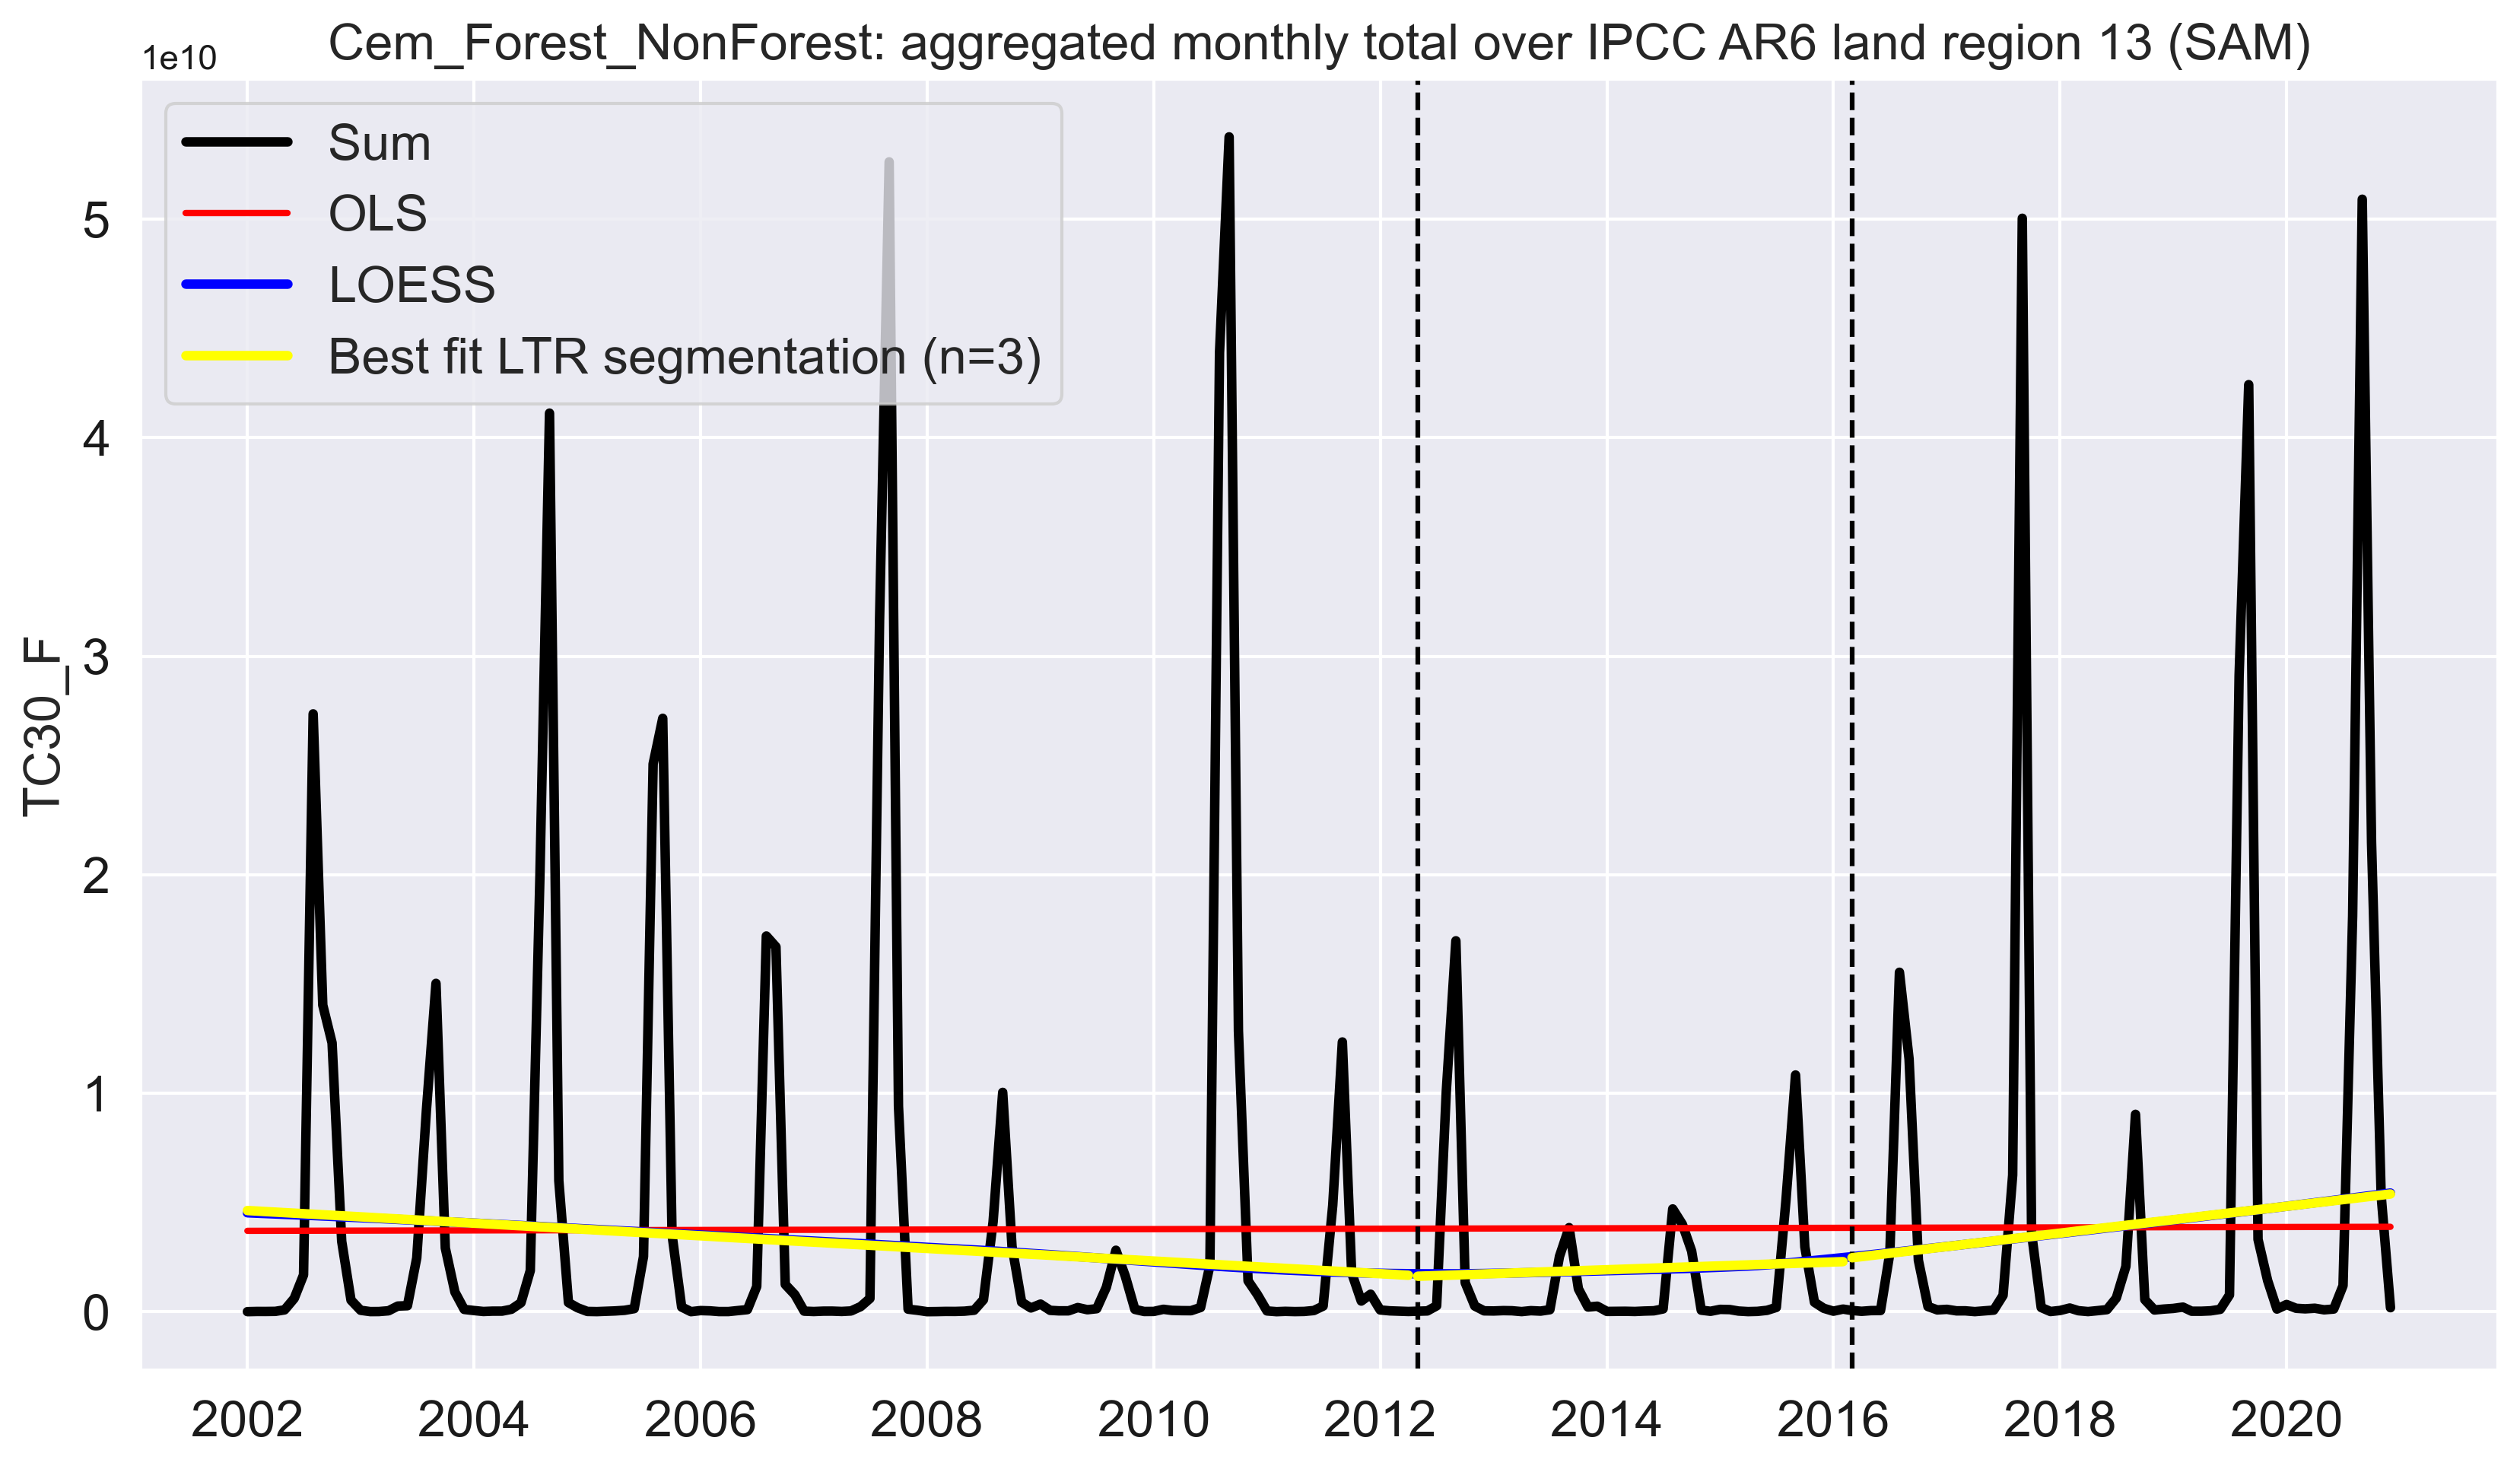 Cem_Forest_NonForest: aggregated monthly total over IPCC AR6 land region 13 (SAM)
1e10
Sum
OLS
LOESS
Best fit LTR segmentation (n=3)
TC30_F
5
4
3
2
1
0
2002 2004 2006 2008 2010 2012 2014 2016 2018 2020